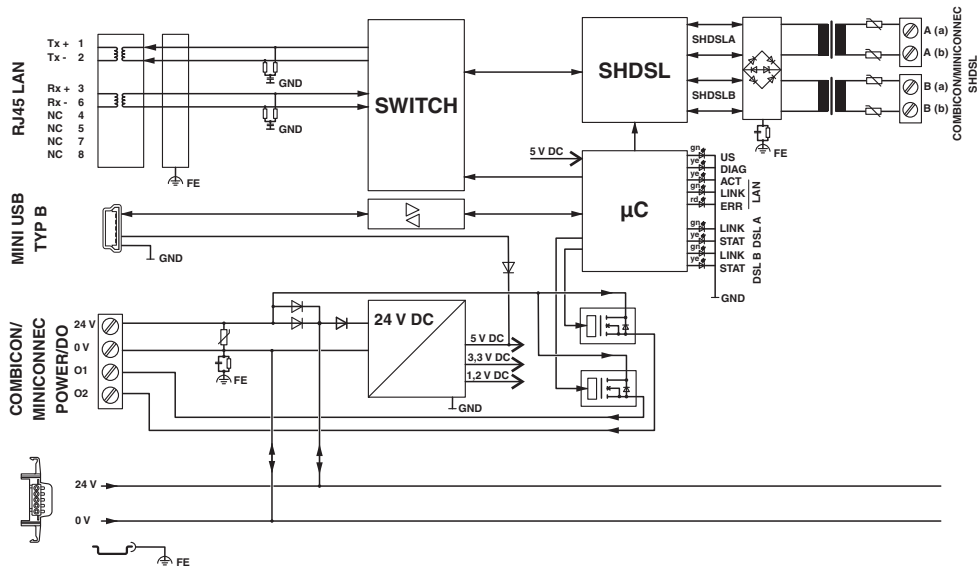 RJ45 LAN
Tx + 1
Tx - 2
Rx + 3
Rx - 6
NC 4
NC 5
NC 7
NC 8
FE
GND
GND
SWITCH
SHDSL
SHDSLA
SHDSLB
FE
A (a)
A (b)
B (a)
B (b)
COMBICON/MINICONNEC
SHDSL
5 V DC
µC
gn
US
ye
DIAG
ye
ACT
gn
LINK
rd
ERR
LAN
gn
LINK
ye
STAT
DSL A
gn
LINK
ye
STAT
DSL B
GND
MINI USB
TYP B
GND
COMBICON/
MINICONNEC
POWER/DO
24 V
0 V
O1
O2
FE
24 V DC
5 V DC
3,3 V DC
1,2 V DC
GND
24 V
0 V
FE